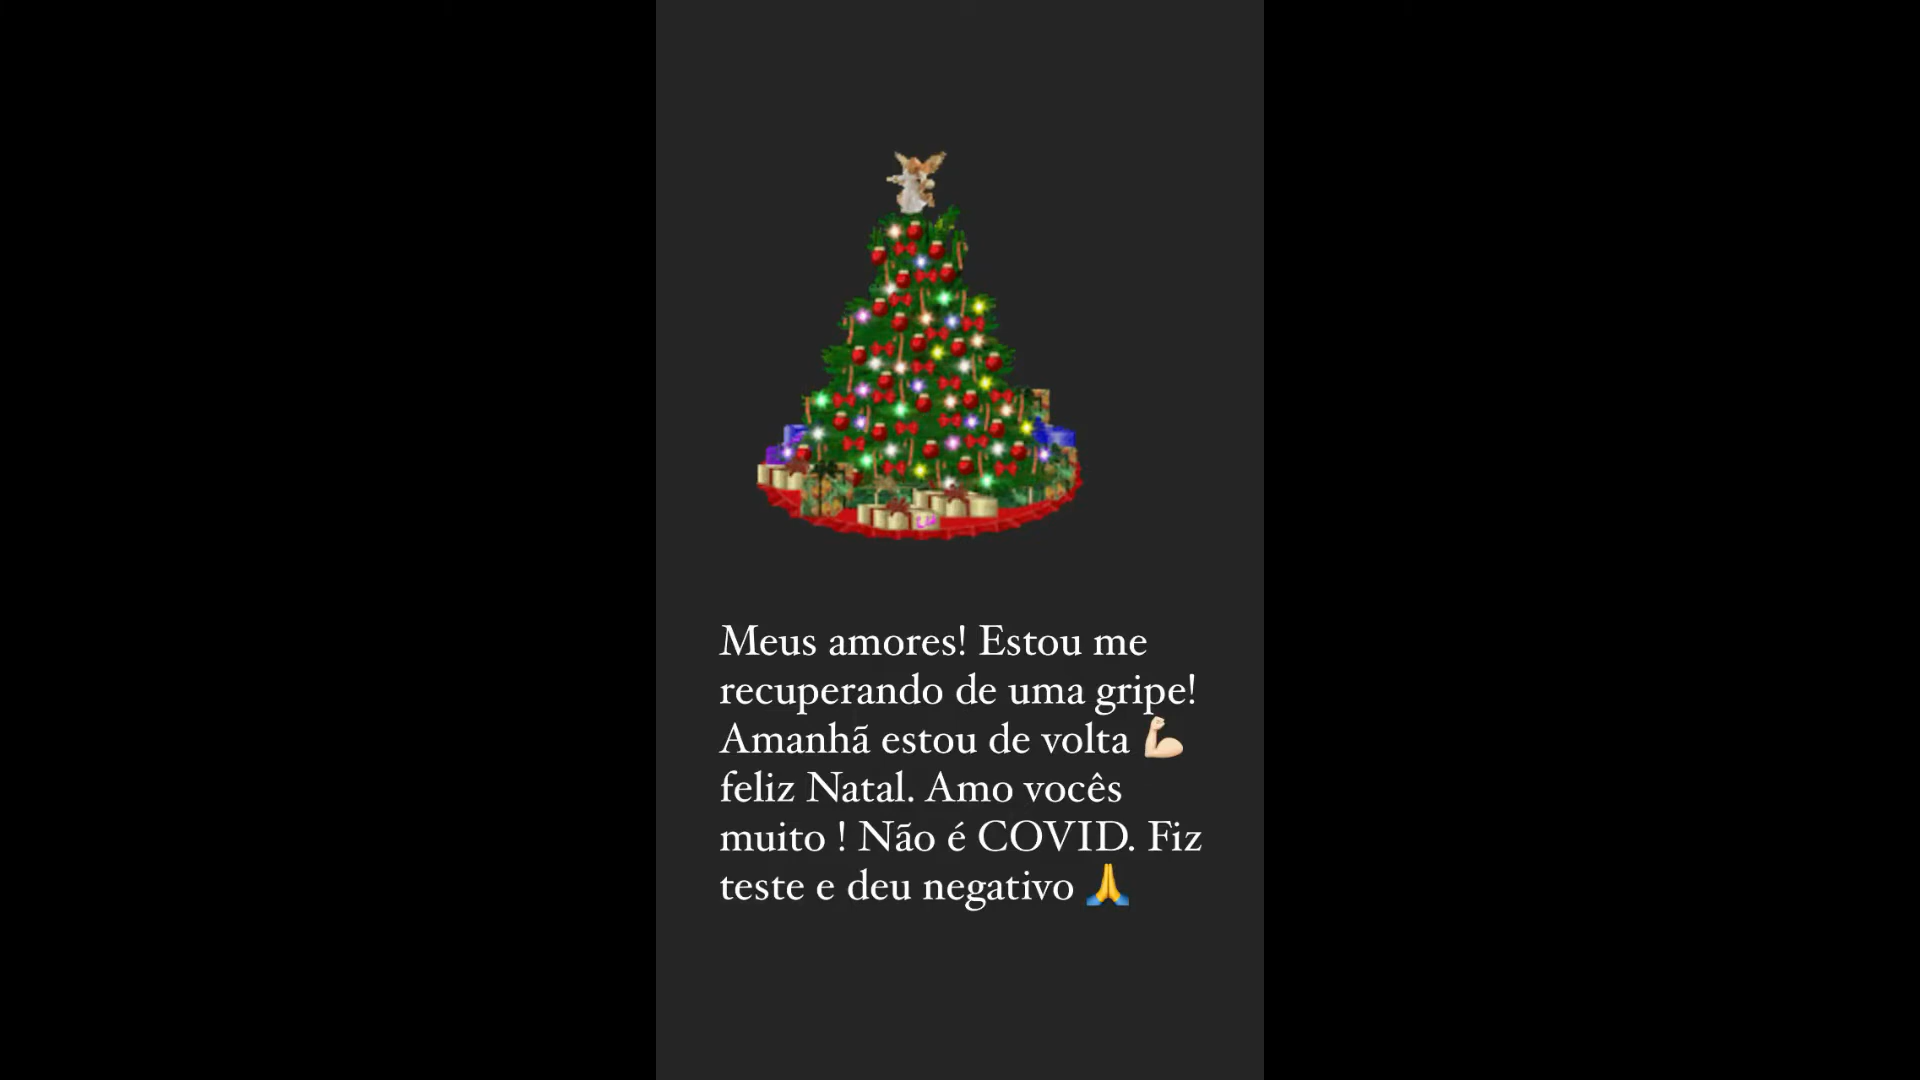 Meus amores! Estou me
recuperando de uma gripe!
Amanhã estou de volta 💪🏻
feliz Natal. Amo vocês
muito ! Não é COVID. Fiz
teste e deu negativo 🙏